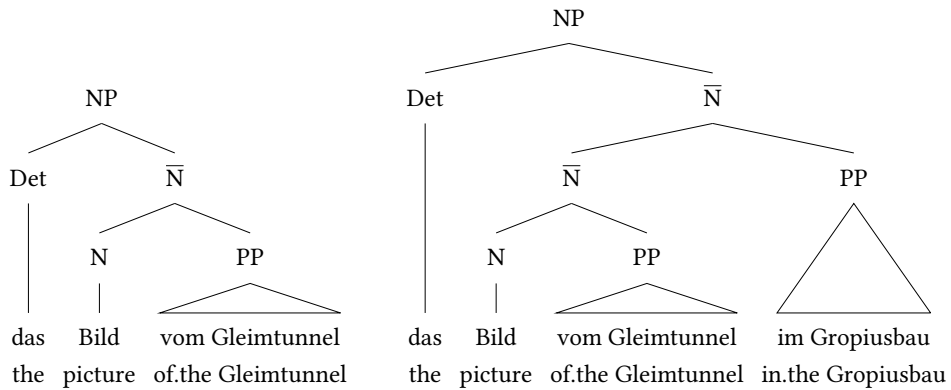 NP
Det N̅
N PP
das Bild vom Gleimtunnel
the picture of.the Gleimtunnel
NP
Det N̅
N̅ PP
N PP
das Bild vom Gleimtunnel im Gropiusbau
the picture of.the Gleimtunnel in.the Gropiusbau